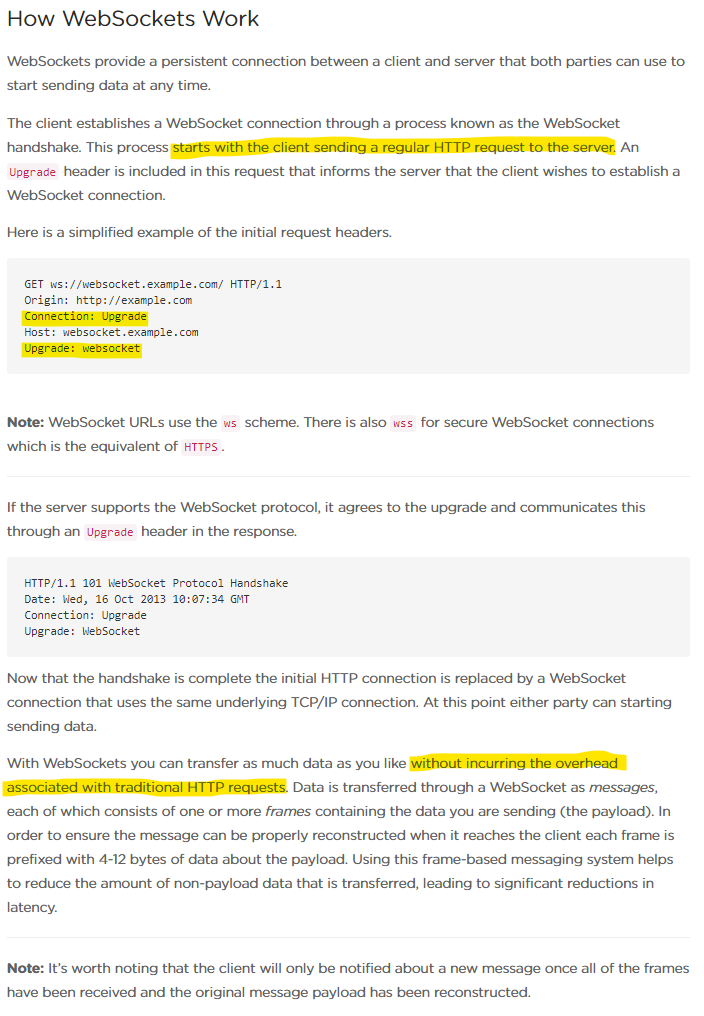 How WebSockets Work
WebSockets provide a persistent connection between a client and server that both parties can use to
start sending data at any time.
The client establishes a WebSocket connection through a process known as the WebSocket
handshake. This process starts with the client sending a regular HTTP request to the server. An
Upgrade header is included in this request that informs the server that the client wishes to establish a
WebSocket connection.
Here is a simplified example of the initial request headers.
GET ws://websocket.example.com/ HTTP/1.1
Origin: http://example.com
Connection: Upgrade
Host: websocket.example.com
Upgrade: websocket
Note: WebSocket URLs use the ws scheme. There is also wss for secure WebSocket connections
which is the equivalent of HTTPS.
If the server supports the WebSocket protocol, it agrees to the upgrade and communicates this
through an Upgrade header in the response.
HTTP/1.1 101 WebSocket Protocol Handshake
Date: Wed, 16 Oct 2013 10:07:34 GMT
Connection: Upgrade
Upgrade: WebSocket
Now that the handshake is complete the initial HTTP connection is replaced by a WebSocket
connection that uses the same underlying TCP/IP connection. At this point either party can starting
sending data.
With WebSockets you can transfer as much data as you like without incurring the overhead
associated with traditional HTTP requests. Data is transferred through a WebSocket as messages,
each of which consists of one or more frames containing the data you are sending (the payload). In
order to ensure the message can be properly reconstructed when it reaches the client each frame is
prefixed with 4-12 bytes of data about the payload. Using this frame-based messaging system helps
to reduce the amount of non-payload data that is transferred, leading to significant reductions in
latency.
Note: It's worth noting that the client will only be notified about a new message once all of the frames
have been received and the original message payload has been reconstructed.